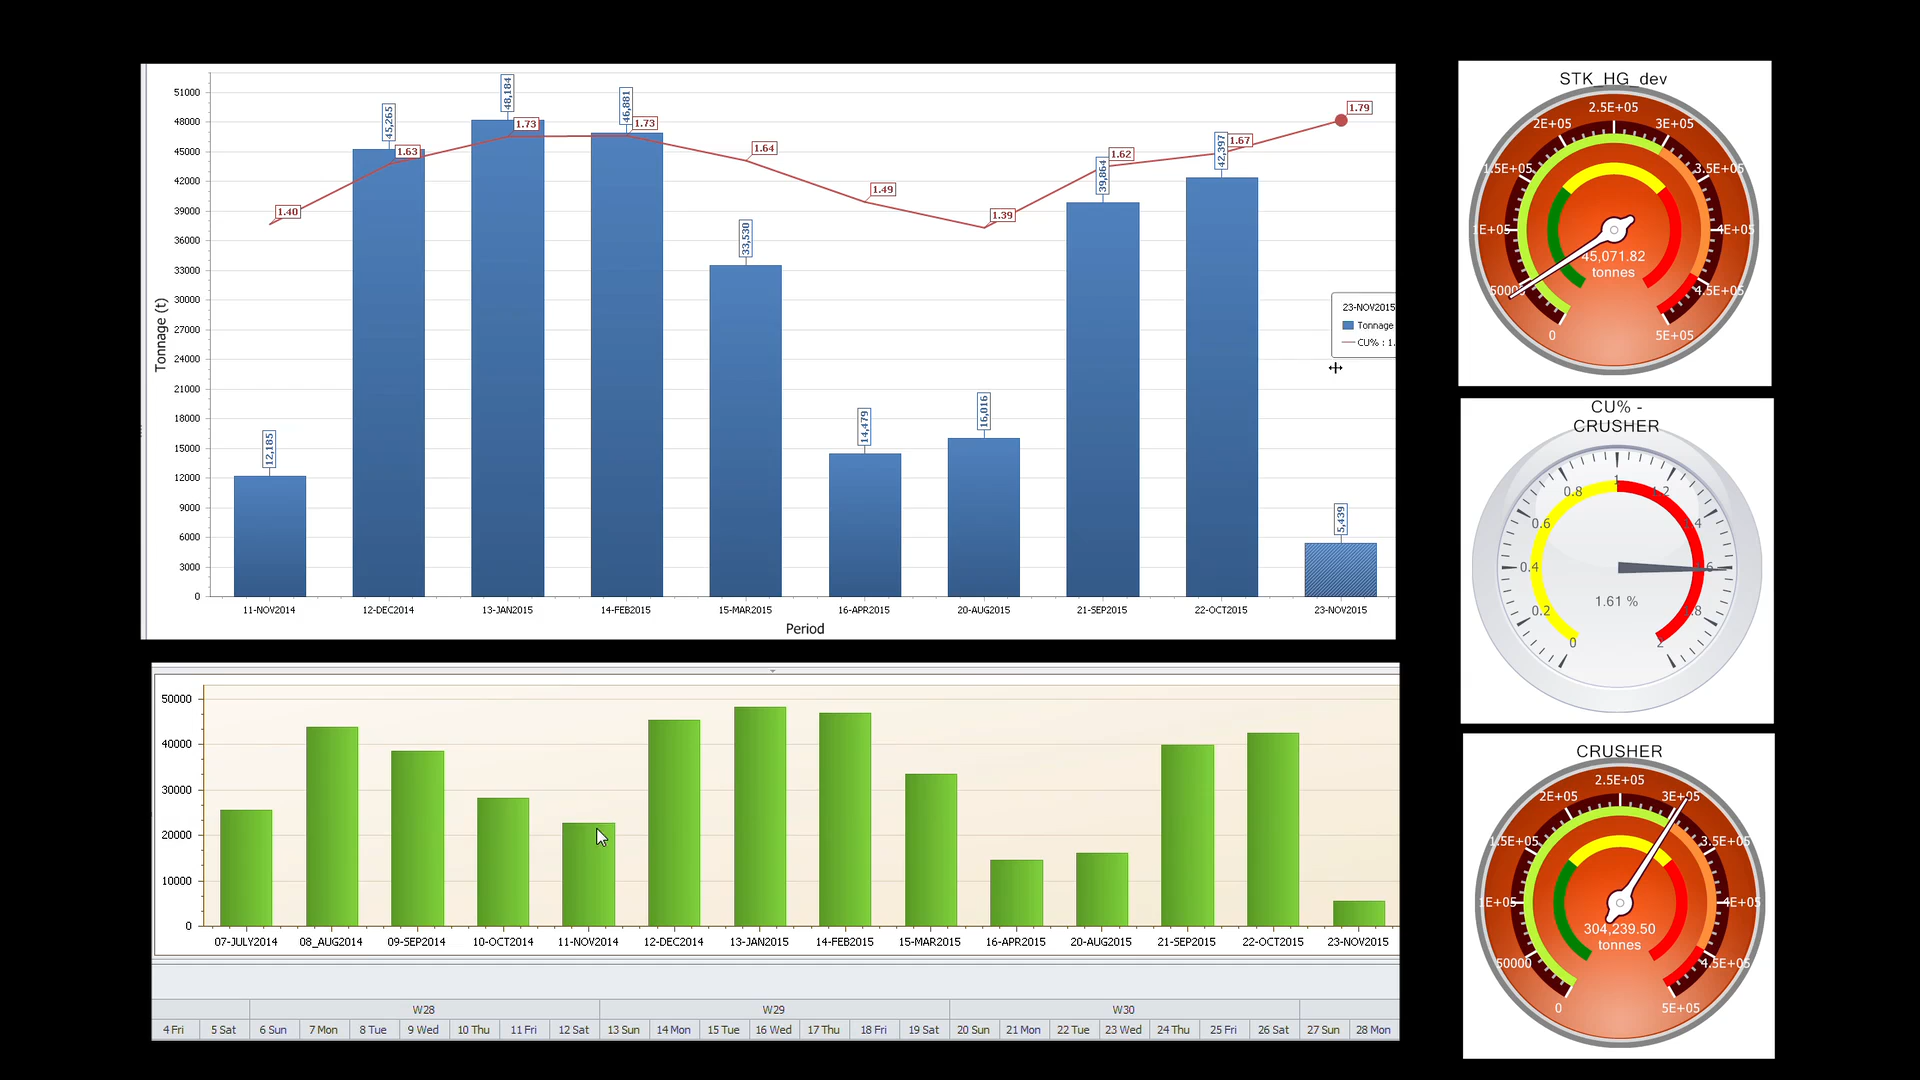 51000
48000
45000
42000
39000
36000
33000
30000
27000
24000
21000
18000
15000
12000
9000
6000
3000
0
Tonnage (t)
12,185
45,265
48,184
46,881
33,530
14,479
16,016
39,864
42,397
5,439
1.40
1.63
1.73
1.73
1.64
1.49
1.39
1.62
1.67
1.79
23-NOV2015
Tonnage
CU% : 1.
11-NOV2014 12-DEC2014 13-JAN2015 14-FEB2015 15-MAR2015 16-APR2015 20-AUG2015 21-SEP2015 22-OCT2015 23-NOV2015
Period
50000
40000
30000
20000
10000
0
07-JULY2014 08_AUG2014 09-SEP2014 10-OCT2014 11-NOV2014 12-DEC2014 13-JAN2015 14-FEB2015 15-MAR2015 16-APR2015 20-AUG2015 21-SEP2015 22-OCT2015 23-NOV2015
W28 W29 W30
4 Fri 5 Sat 6 Sun 7 Mon 8 Tue 9 Wed 10 Thu 11 Fri 12 Sat 13 Sun 14 Mon 15 Tue 16 Wed 17 Thu 18 Fri 19 Sat 20 Sun 21 Mon 22 Tue 23 Wed 24 Thu 25 Fri 26 Sat 27 Sun 28 Mon
STK_HG_dev
2.5E+05
2E+05 3E+05
1.5E+05 3.5E+05
1E+05 4E+05
45,071.82
tonnes
50000 4.5E+05
0 5E+05
CU% -
CRUSHER
1
0.8 1.2
0.6 1.4
0.4 1.6
1.61 %
0.2 1.8
0 2
CRUSHER
2.5E+05
2E+05 3E+05
1.5E+05 3.5E+05
1E+05 4E+05
304,239.50
tonnes
50000 4.5E+05
0 5E+05